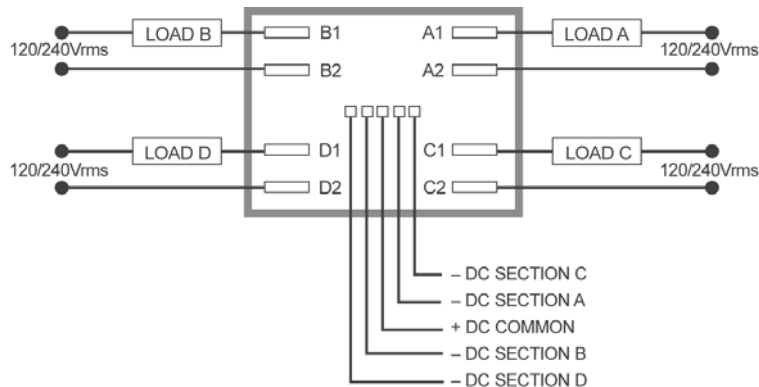 LOAD B B1 A1 LOAD A
120/240Vrms 120/240Vrms
B2 A2
LOAD D D1 C1 LOAD C
120/240Vrms 120/240Vrms
D2 C2
– DC SECTION C
– DC SECTION A
+ DC COMMON
– DC SECTION B
– DC SECTION D